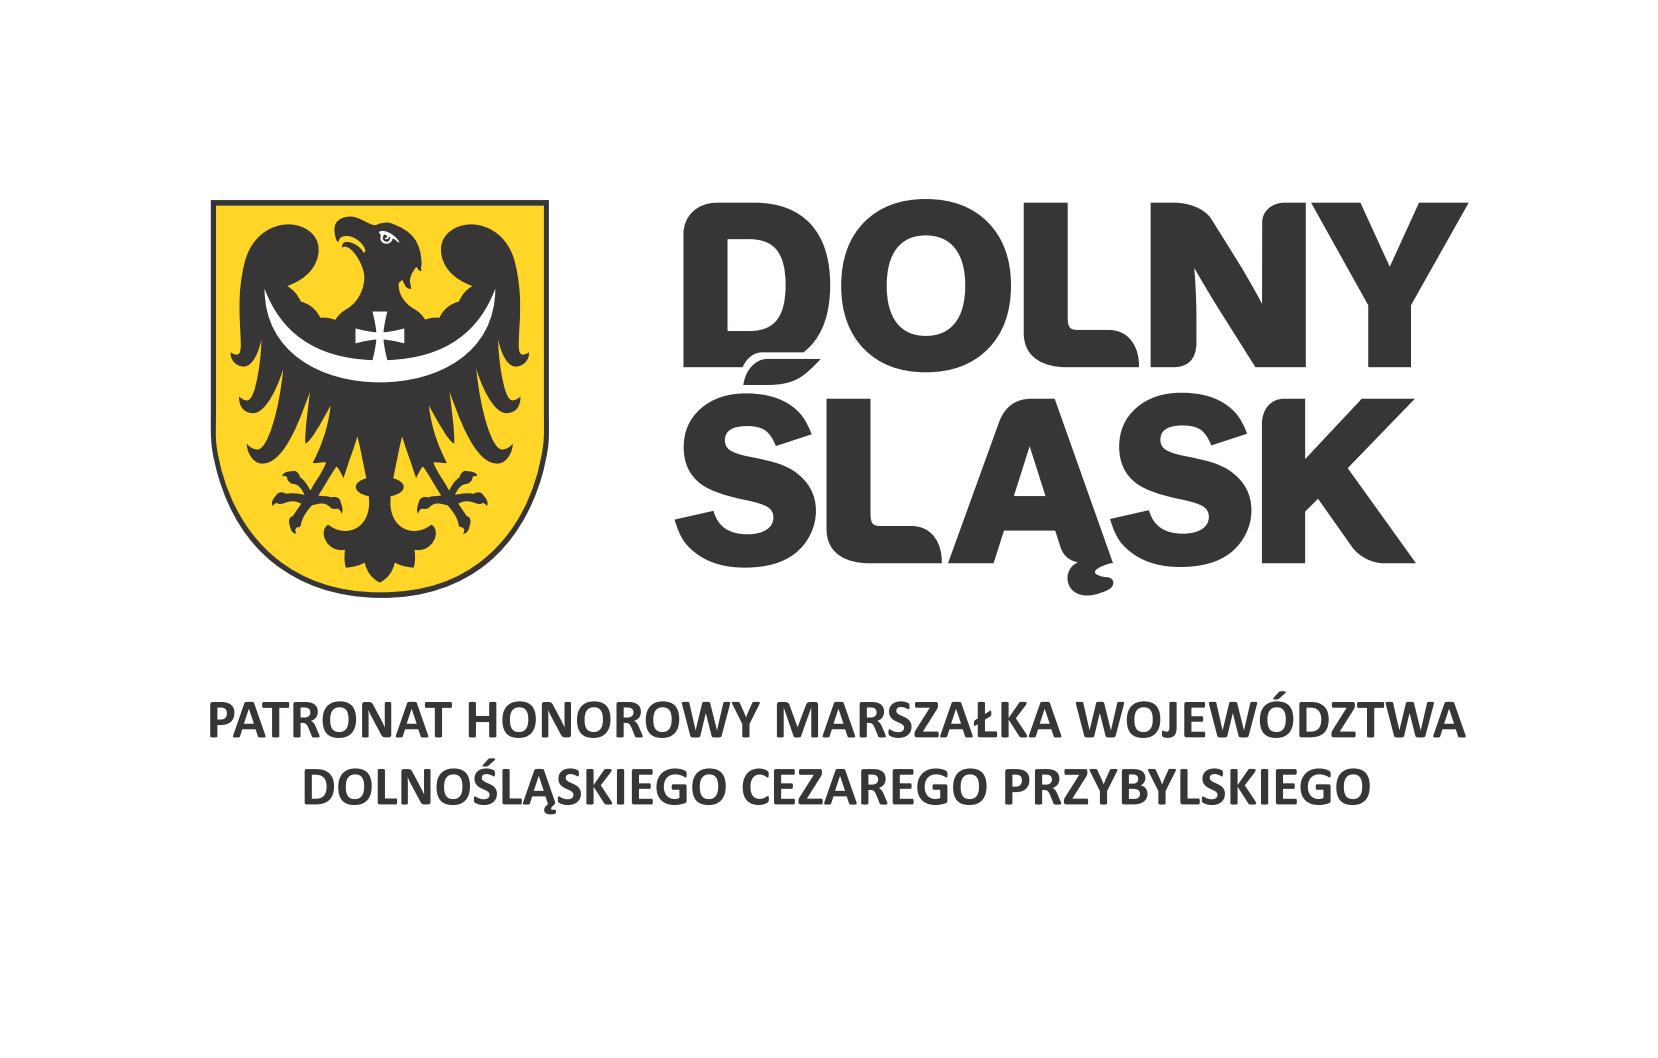 DOLNY
ŚLĄSK
PATRONAT HONOROWY MARSZAŁKA WOJEWÓDZTWA
DOLNOŚLĄSKIEGO CEZAREGO PRZYBYLSKIEGO